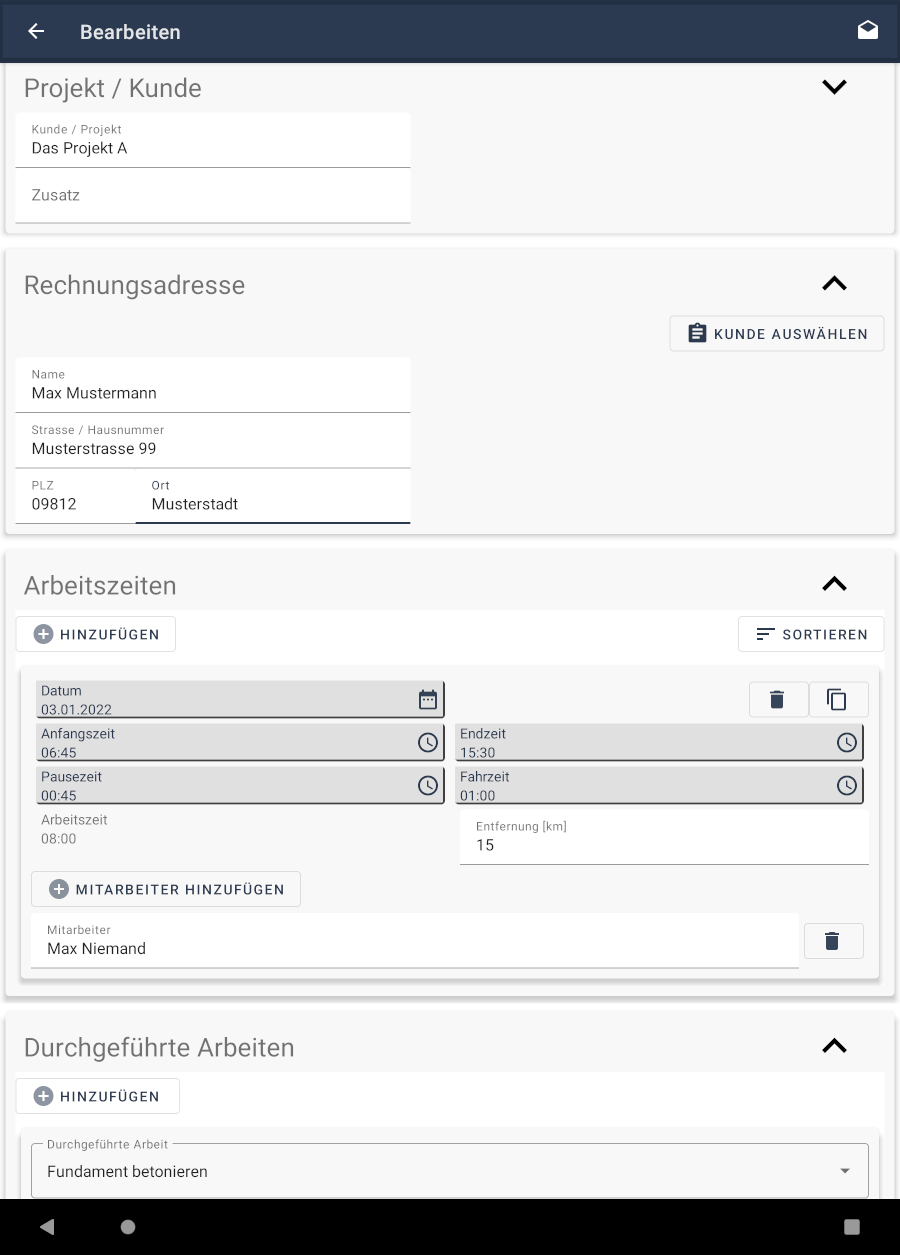 Bearbeiten
Projekt / Kunde
Kunde / Projekt
Das Projekt A
Zusatz
Rechnungsadresse
KUNDE AUSWÄHLEN
Name
Max Mustermann
Strasse / Hausnummer
Musterstrasse 99
PLZ Ort
09812 Musterstadt
Arbeitszeiten
HINZUFÜGEN SORTIEREN
Datum
03.01.2022
Anfangszeit Endzeit
06:45 15:30
Pausezeit Fahrzeit
00:45 01:00
Arbeitszeit
08:00
Entfernung [km]
15
MITARBEITER HINZUFÜGEN
Mitarbeiter
Max Niemand
Durchgeführte Arbeiten
HINZUFÜGEN
Durchgeführte Arbeit
Fundament betonieren